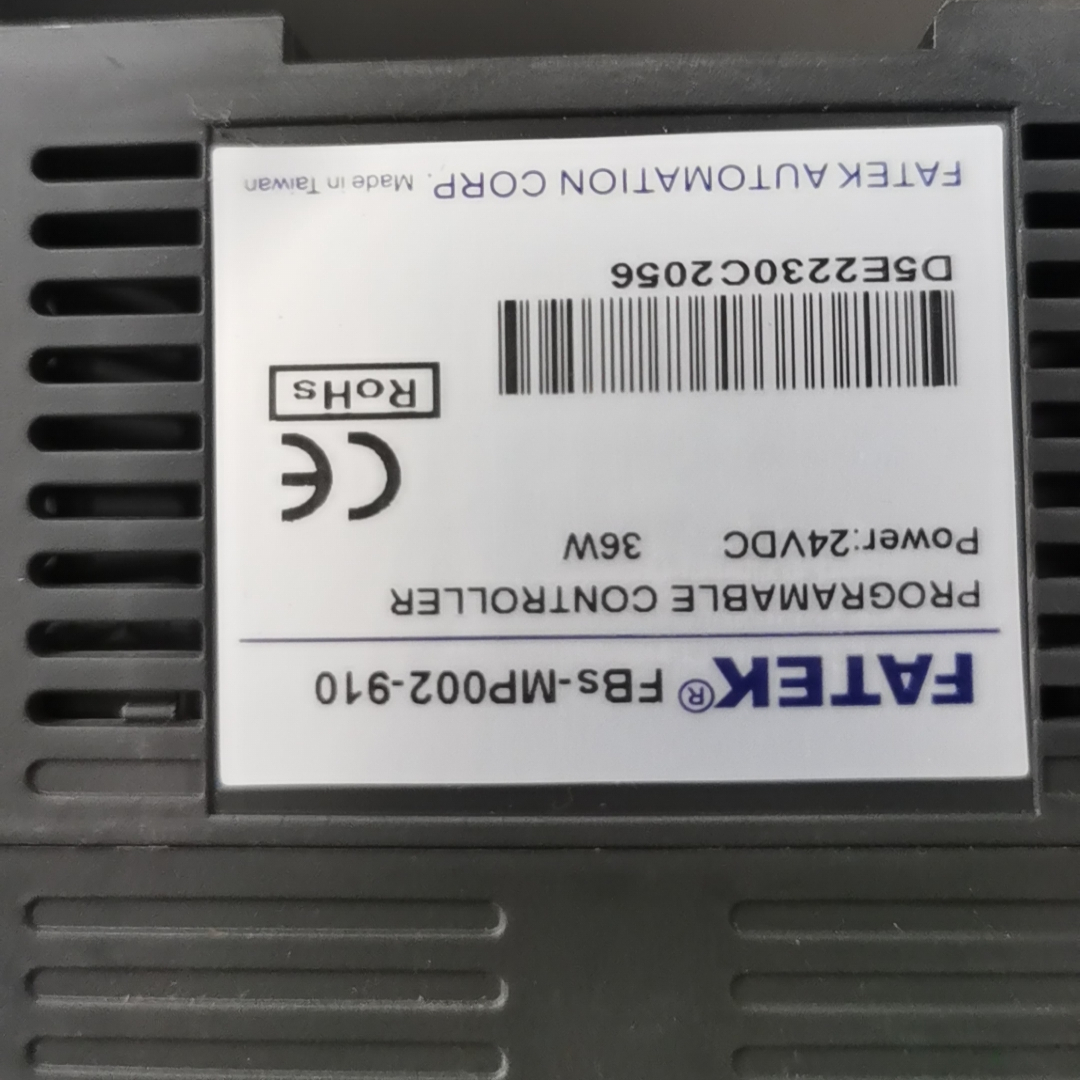 FATEK® FBs-MP002-910
PROGRAMABLE CONTROLLER
Power:24VDC 36W
CE
RoHS
D5E2230C2056
FATEK AUTOMATION CORP. Made in Taiwan